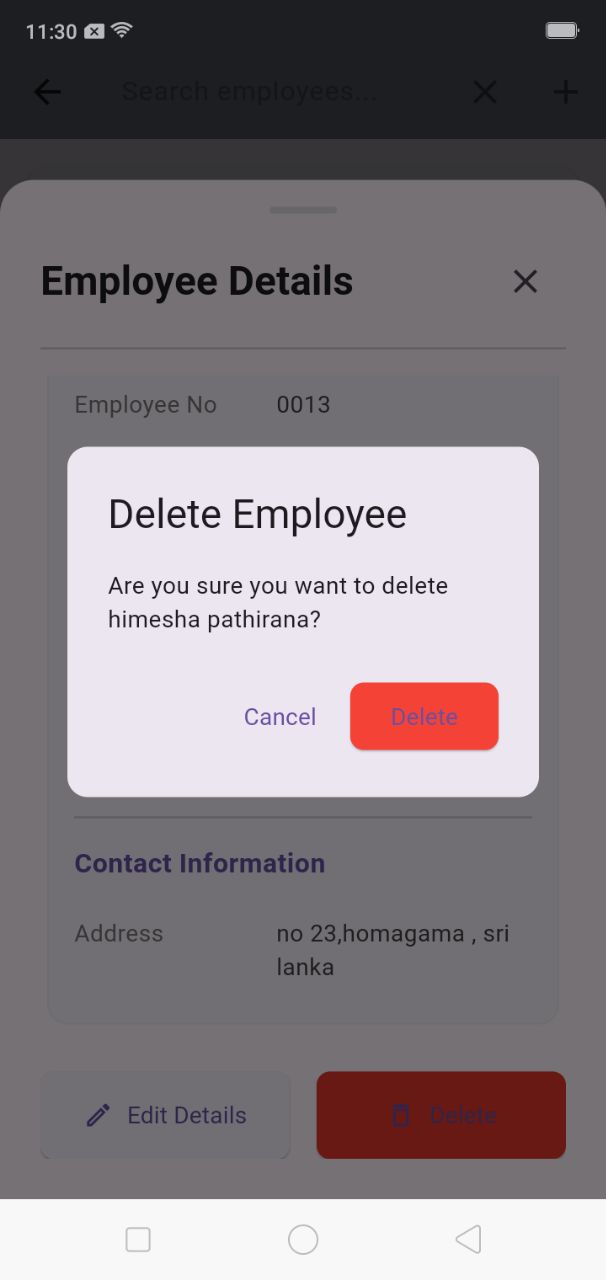 11:30
Search employees...
Employee Details
Employee No 0013
Delete Employee
Are you sure you want to delete
himesha pathirana?
Cancel Delete
Contact Information
Address no 23,homagama , sri
lanka
Edit Details Delete